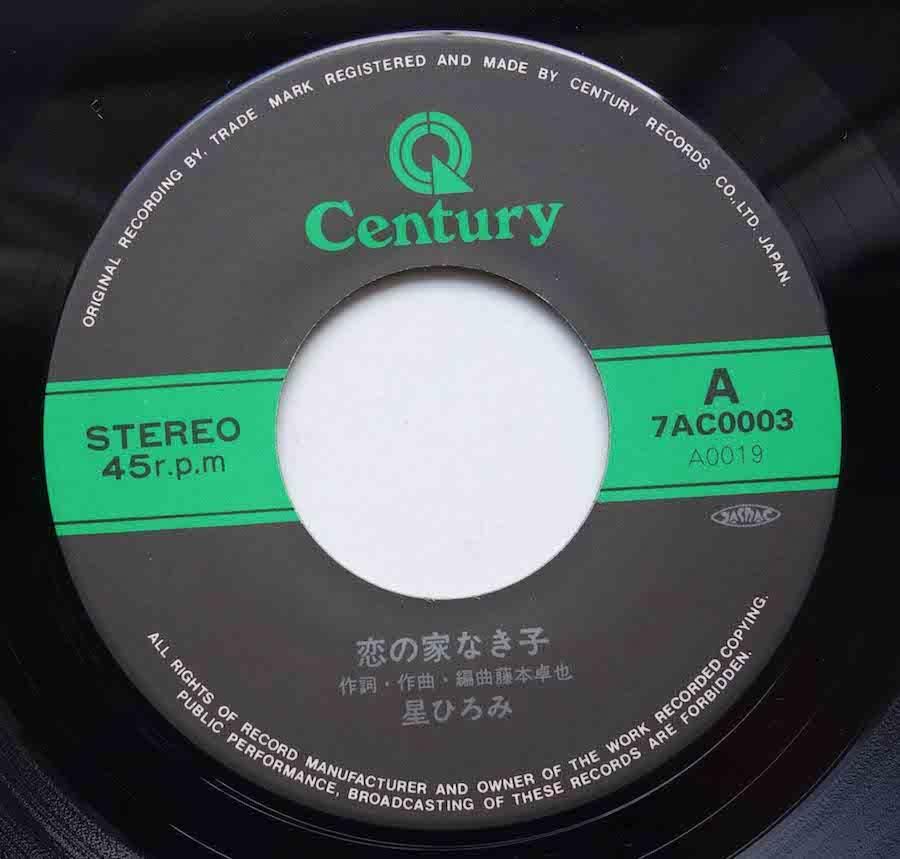 ORIGINAL RECORDING BY, TRADE MARK REGISTERED AND MADE BY CENTURY RECORDS CO., LTD. JAPAN.
Century
STEREO
45r.p.m
A
7AC0003
A0019
JASRAC
恋の家なき子
作詞・作曲・編曲藤本卓也
星ひろみ
ALL RIGHTS OF RECORD MANUFACTURER AND OWNER OF THE WORK RECORDED COPYING.
PUBLIC PERFORMANCE, BROADCASTING OF THESE RECORDS ARE FORBIDDEN.